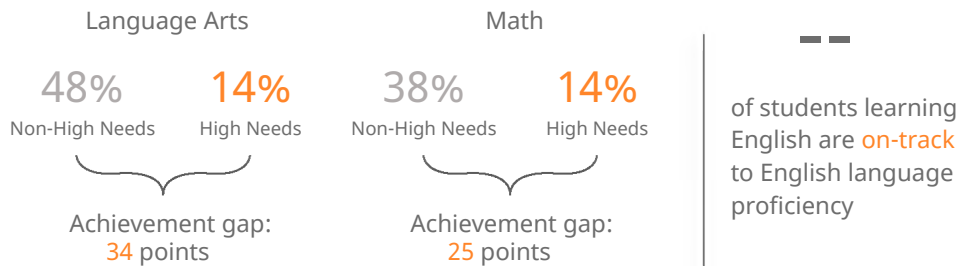 Language Arts
Math
48%
14%
38%
14%
Non-High Needs
High Needs
Non-High Needs
High Needs
Achievement gap:
34 points
Achievement gap:
25 points
--
of students learning
English are on-track
to English language
proficiency